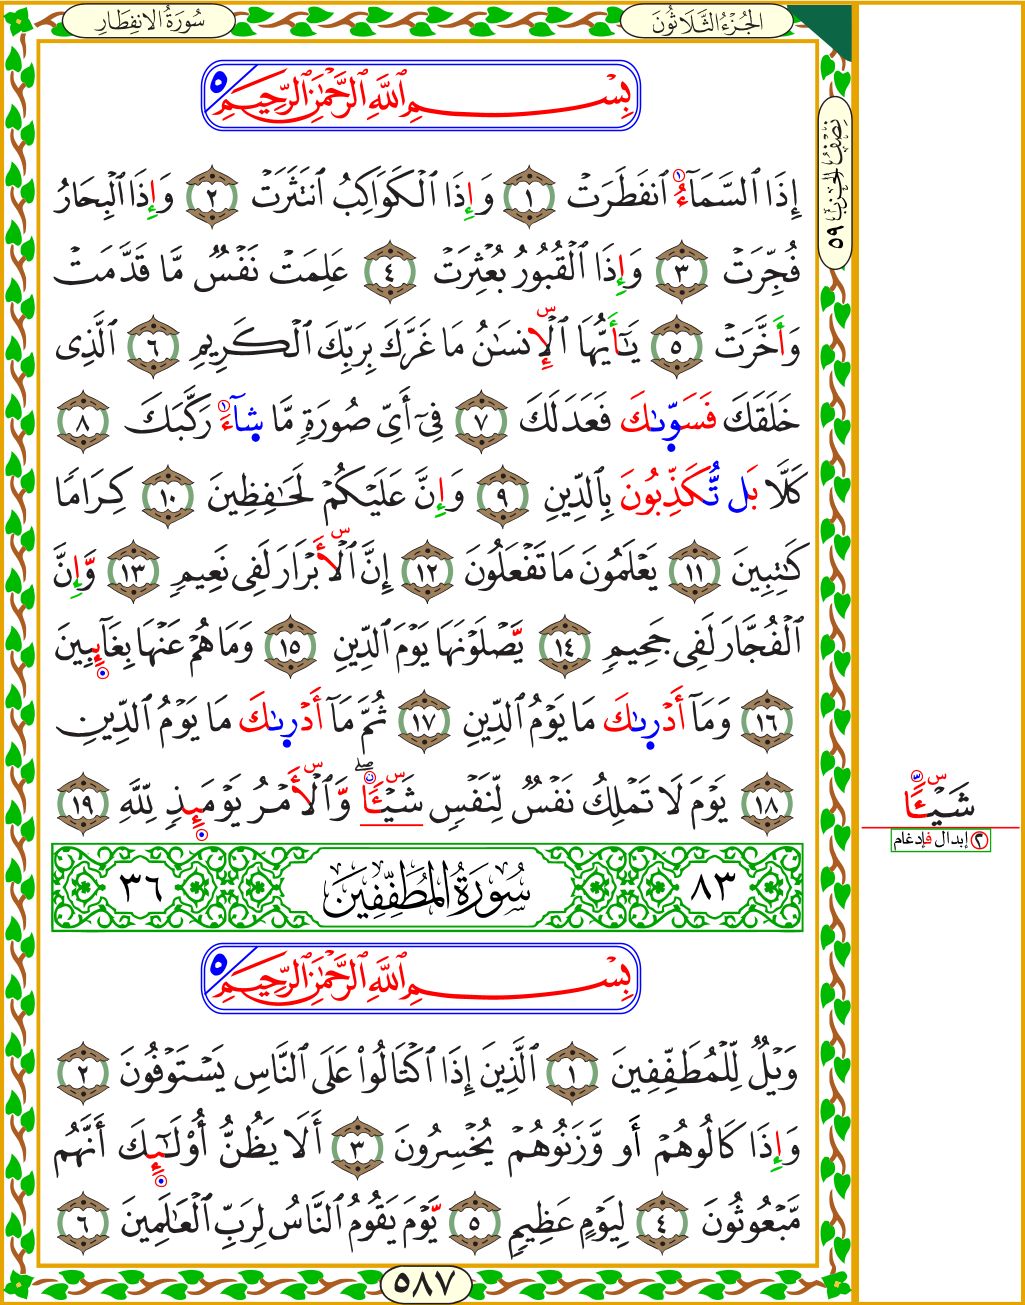 سُورَةُ الانفِطَارِ
الجُزْءُ الثَّلَاثُونَ
نِصْفُ الحِزْبِ ٥٩
بِسْمِ ٱللَّهِ ٱلرَّحْمَٰنِ ٱلرَّحِيمِ ٥
إِذَا ٱلسَّمَآءُ ٱنفَطَرَتْ ١ وَإِذَا ٱلْكَوَاكِبُ ٱنتَثَرَتْ ٢ وَإِذَا ٱلْبِحَارُ
فُجِّرَتْ ٣ وَإِذَا ٱلْقُبُورُ بُعْثِرَتْ ٤ عَلِمَتْ نَفْسٌ مَّا قَدَّمَتْ
وَأَخَّرَتْ ٥ يَٰٓأَيُّهَا ٱلْإِنسَٰنُ مَا غَرَّكَ بِرَبِّكَ ٱلْكَرِيمِ ٦ ٱلَّذِى
خَلَقَكَ فَسَوَّىٰكَ فَعَدَلَكَ ٧ فِىٓ أَىِّ صُورَةٍ مَّا شَآءَ رَكَّبَكَ ٨
كَلَّا بَل تُّكَذِّبُونَ بِٱلدِّينِ ٩ وَإِنَّ عَلَيْكُمْ لَحَٰفِظِينَ ١٠ كِرَامًا
كَٰتِبِينَ ١١ يَعْلَمُونَ مَا تَفْعَلُونَ ١٢ إِنَّ ٱلْأَبْرَارَ لَفِى نَعِيمٍ ١٣ وَّإِنَّ
ٱلْفُجَّارَ لَفِى جَحِيمٍ ١٤ يَّصْلَوْنَهَا يَوْمَ ٱلدِّينِ ١٥ وَمَا هُمْ عَنْهَا بِغَآئِبِينَ
١٦ وَمَآ أَدْرَىٰكَ مَا يَوْمُ ٱلدِّينِ ١٧ ثُمَّ مَآ أَدْرَىٰكَ مَا يَوْمُ ٱلدِّينِ
١٨ يَوْمَ لَا تَمْلِكُ نَفْسٌ لِّنَفْسٍ شَيْـًٔا ۖ وَّٱلْأَمْرُ يَوْمَئِذٍ لِّلَّهِ ١٩
شَيْـًٔا
٢ إبدال فإدغام
٨٣ سُورَةُ المُطَفِّفِينَ ٣٦
بِسْمِ ٱللَّهِ ٱلرَّحْمَٰنِ ٱلرَّحِيمِ ٥
وَيْلٌ لِّلْمُطَفِّفِينَ ١ ٱلَّذِينَ إِذَا ٱكْتَالُوا۟ عَلَى ٱلنَّاسِ يَسْتَوْفُونَ ٢
وَإِذَا كَالُوهُمْ أَو وَّزَنُوهُمْ يُخْسِرُونَ ٣ أَلَا يَظُنُّ أُو۟لَٰٓئِكَ أَنَّهُم
مَّبْعُوثُونَ ٤ لِيَوْمٍ عَظِيمٍ ٥ يَّوْمَ يَقُومُ ٱلنَّاسُ لِرَبِّ ٱلْعَٰلَمِينَ ٦
٥٨٧